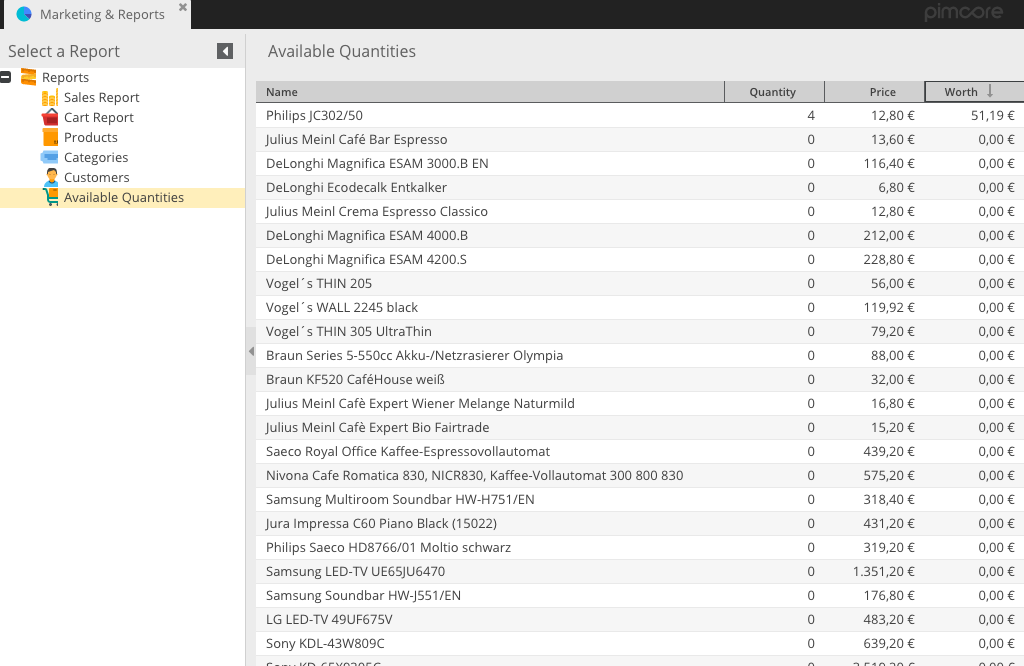 Marketing & Reports
pimcore
Select a Report
Available Quantities
Reports
Sales Report
Cart Report
Products
Categories
Customers
Available Quantities
Name Quantity Price Worth
Philips JC302/50 4 12,80 € 51,19 €
Julius Meinl Café Bar Espresso 0 13,60 € 0,00 €
DeLonghi Magnifica ESAM 3000.B EN 0 116,40 € 0,00 €
DeLonghi Ecodecalk Entkalker 0 6,80 € 0,00 €
Julius Meinl Crema Espresso Classico 0 12,80 € 0,00 €
DeLonghi Magnifica ESAM 4000.B 0 212,00 € 0,00 €
DeLonghi Magnifica ESAM 4200.S 0 228,80 € 0,00 €
Vogel´s THIN 205 0 56,00 € 0,00 €
Vogel´s WALL 2245 black 0 119,92 € 0,00 €
Vogel´s THIN 305 UltraThin 0 79,20 € 0,00 €
Braun Series 5-550cc Akku-/Netzrasierer Olympia 0 88,00 € 0,00 €
Braun KF520 CaféHouse weiß 0 32,00 € 0,00 €
Julius Meinl Cafè Expert Wiener Melange Naturmild 0 16,80 € 0,00 €
Julius Meinl Cafè Expert Bio Fairtrade 0 15,20 € 0,00 €
Saeco Royal Office Kaffee-Espressovollautomat 0 439,20 € 0,00 €
Nivona Cafe Romatica 830, NICR830, Kaffee-Vollautomat 300 800 830 0 575,20 € 0,00 €
Samsung Multiroom Soundbar HW-H751/EN 0 318,40 € 0,00 €
Jura Impressa C60 Piano Black (15022) 0 431,20 € 0,00 €
Philips Saeco HD8766/01 Moltio schwarz 0 319,20 € 0,00 €
Samsung LED-TV UE65JU6470 0 1.351,20 € 0,00 €
Samsung Soundbar HW-J551/EN 0 176,80 € 0,00 €
LG LED-TV 49UF675V 0 483,20 € 0,00 €
Sony KDL-43W809C 0 639,20 € 0,00 €